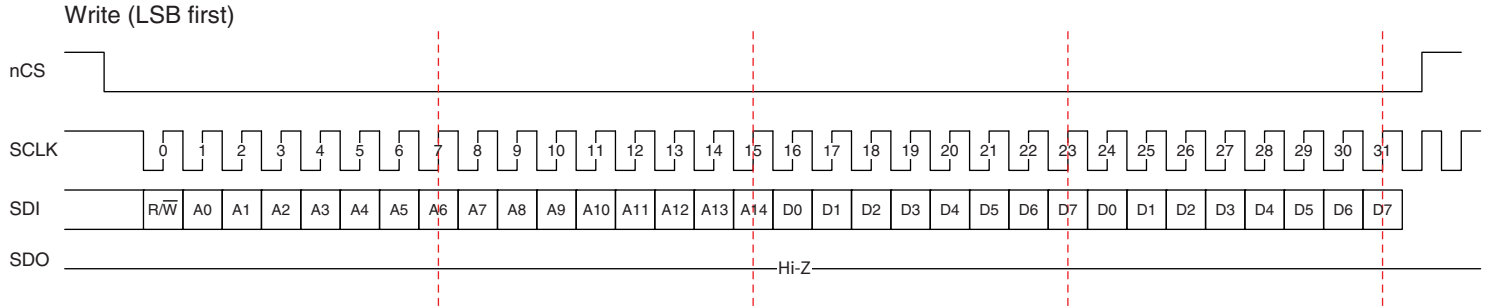 Write (LSB first)
nCS
SCLK 0 1 2 3 4 5 6 7 8 9 10 11 12 13 14 15 16 17 18 19 20 21 22 23 24 25 26 27 28 29 30 31
SDI R/W̅ A0 A1 A2 A3 A4 A5 A6 A7 A8 A9 A10 A11 A12 A13 A14 D0 D1 D2 D3 D4 D5 D6 D7 D0 D1 D2 D3 D4 D5 D6 D7
SDO Hi-Z